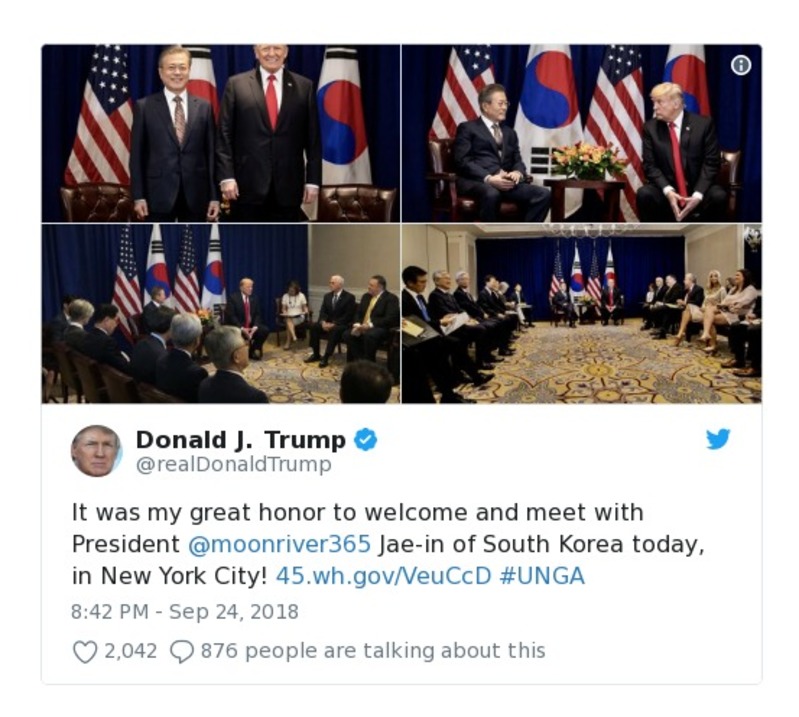 Donald J. Trump
@realDonaldTrump
It was my great honor to welcome and meet with
President @moonriver365 Jae-in of South Korea today,
in New York City! 45.wh.gov/VeuCcD #UNGA
8:42 PM - Sep 24, 2018
2,042 876 people are talking about this